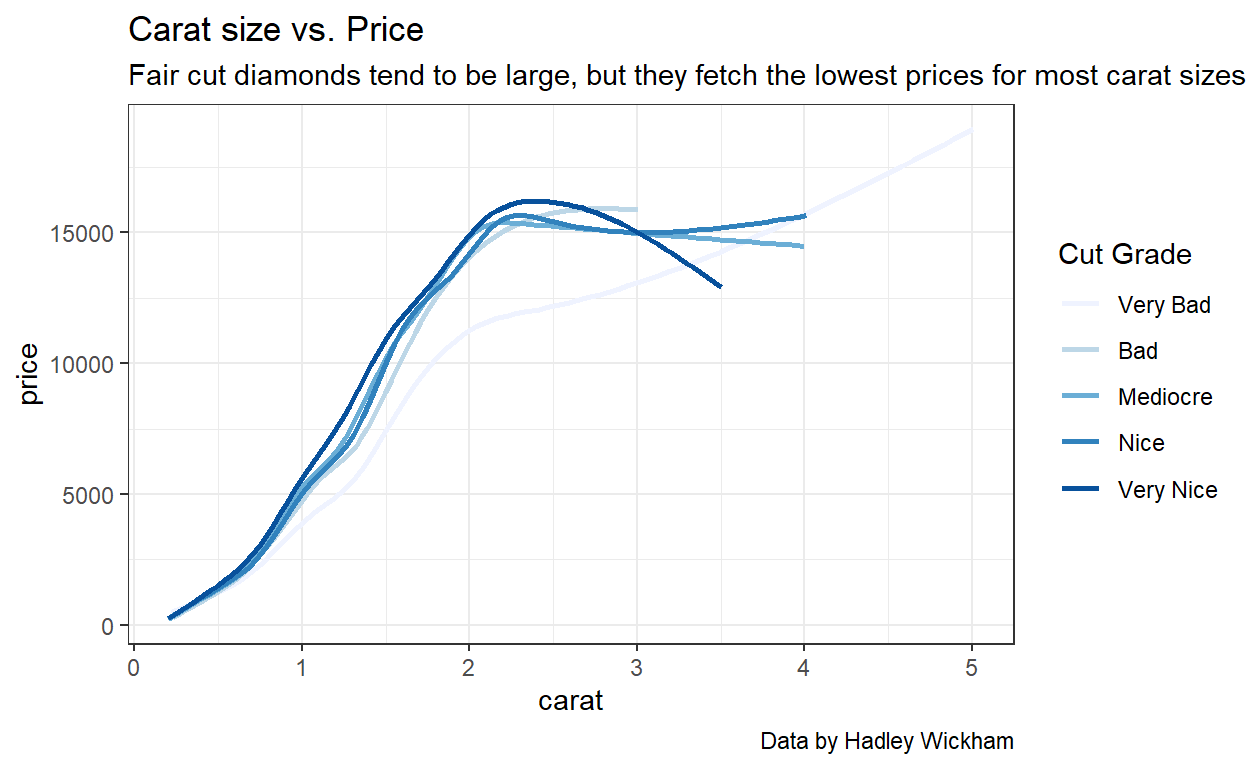 Carat size vs. Price
Fair cut diamonds tend to be large, but they fetch the lowest prices for most carat sizes
price
15000
10000
5000
0
0 1 2 3 4 5
carat
Cut Grade
Very Bad
Bad
Mediocre
Nice
Very Nice
Data by Hadley Wickham